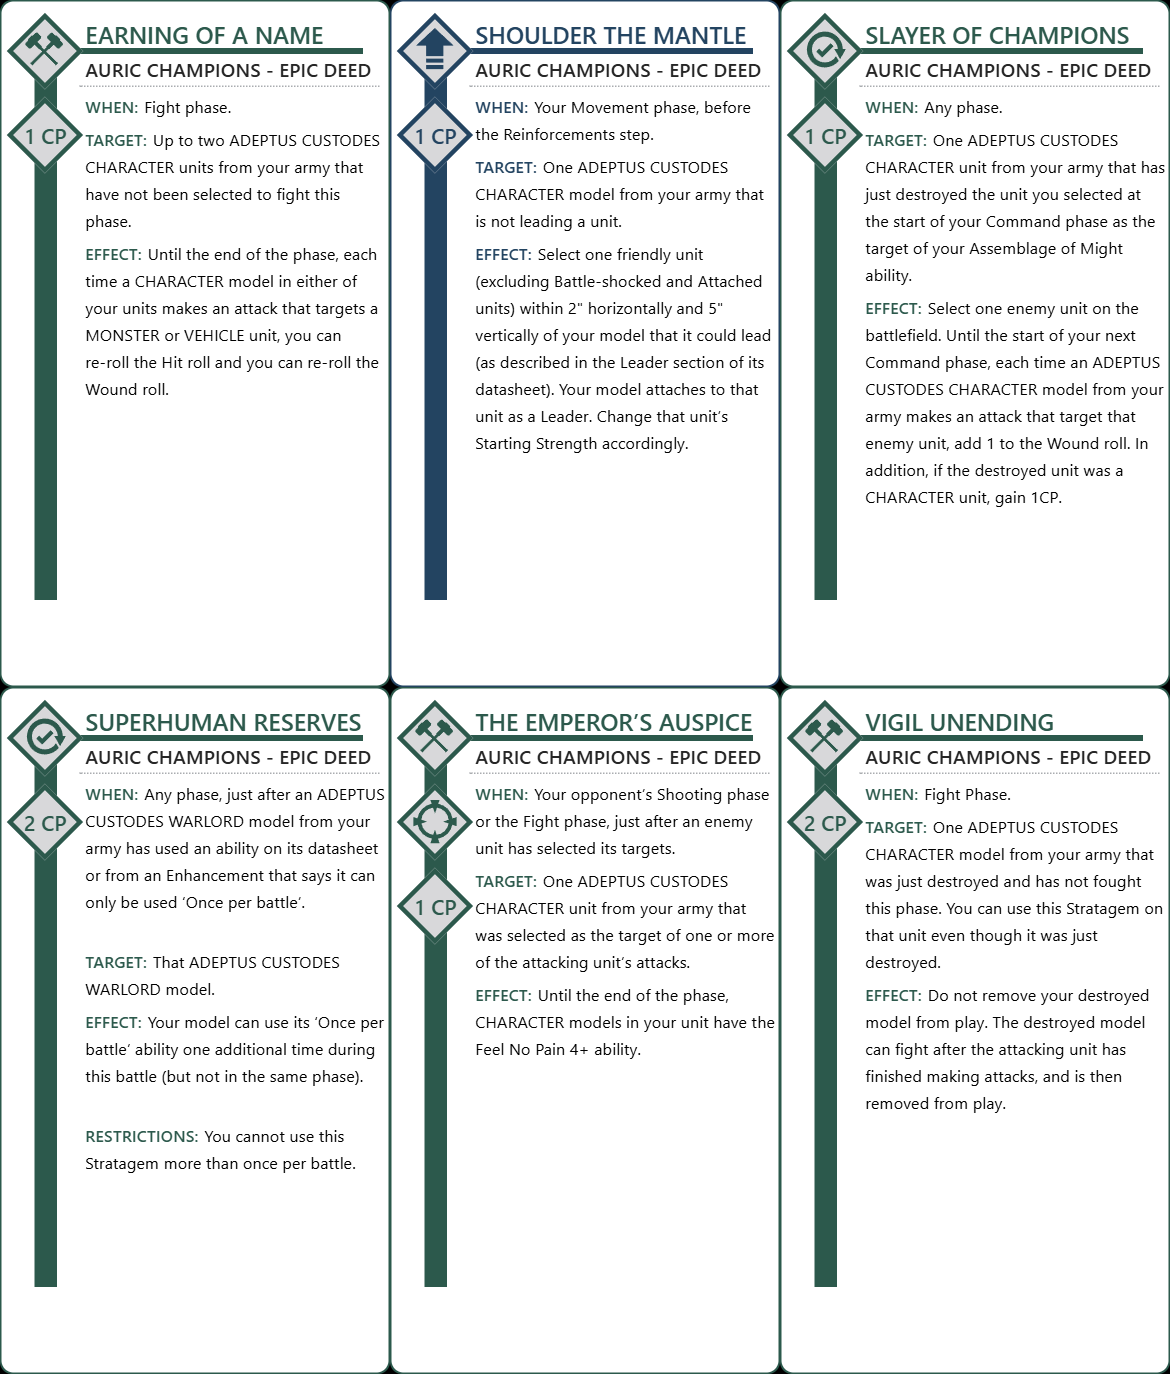 EARNING OF A NAME
AURIC CHAMPIONS - EPIC DEED
1 CP
WHEN: Fight phase.
TARGET: Up to two ADEPTUS CUSTODES
CHARACTER units from your army that
have not been selected to fight this
phase.
EFFECT: Until the end of the phase, each
time a CHARACTER model in either of
your units makes an attack that targets a
MONSTER or VEHICLE unit, you can
re-roll the Hit roll and you can re-roll the
Wound roll.
SHOULDER THE MANTLE
AURIC CHAMPIONS - EPIC DEED
1 CP
WHEN: Your Movement phase, before
the Reinforcements step.
TARGET: One ADEPTUS CUSTODES
CHARACTER model from your army that
is not leading a unit.
EFFECT: Select one friendly unit
(excluding Battle-shocked and Attached
units) within 2" horizontally and 5"
vertically of your model that it could lead
(as described in the Leader section of its
datasheet). Your model attaches to that
unit as a Leader. Change that unit’s
Starting Strength accordingly.
SLAYER OF CHAMPIONS
AURIC CHAMPIONS - EPIC DEED
1 CP
WHEN: Any phase.
TARGET: One ADEPTUS CUSTODES
CHARACTER unit from your army that has
just destroyed the unit you selected at
the start of your Command phase as the
target of your Assemblage of Might
ability.
EFFECT: Select one enemy unit on the
battlefield. Until the start of your next
Command phase, each time an ADEPTUS
CUSTODES CHARACTER model from your
army makes an attack that target that
enemy unit, add 1 to the Wound roll. In
addition, if the destroyed unit was a
CHARACTER unit, gain 1CP.
SUPERHUMAN RESERVES
AURIC CHAMPIONS - EPIC DEED
2 CP
WHEN: Any phase, just after an ADEPTUS
CUSTODES WARLORD model from your
army has used an ability on its datasheet
or from an Enhancement that says it can
only be used ‘Once per battle’.
TARGET: That ADEPTUS CUSTODES
WARLORD model.
EFFECT: Your model can use its ‘Once per
battle’ ability one additional time during
this battle (but not in the same phase).
RESTRICTIONS: You cannot use this
Stratagem more than once per battle.
THE EMPEROR’S AUSPICE
AURIC CHAMPIONS - EPIC DEED
1 CP
WHEN: Your opponent’s Shooting phase
or the Fight phase, just after an enemy
unit has selected its targets.
TARGET: One ADEPTUS CUSTODES
CHARACTER unit from your army that
was selected as the target of one or more
of the attacking unit’s attacks.
EFFECT: Until the end of the phase,
CHARACTER models in your unit have the
Feel No Pain 4+ ability.
VIGIL UNENDING
AURIC CHAMPIONS - EPIC DEED
2 CP
WHEN: Fight Phase.
TARGET: One ADEPTUS CUSTODES
CHARACTER model from your army that
was just destroyed and has not fought
this phase. You can use this Stratagem on
that unit even though it was just
destroyed.
EFFECT: Do not remove your destroyed
model from play. The destroyed model
can fight after the attacking unit has
finished making attacks, and is then
removed from play.